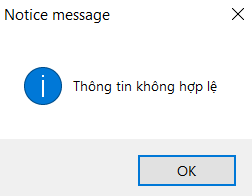 Notice message
Thông tin không hợp lệ
OK